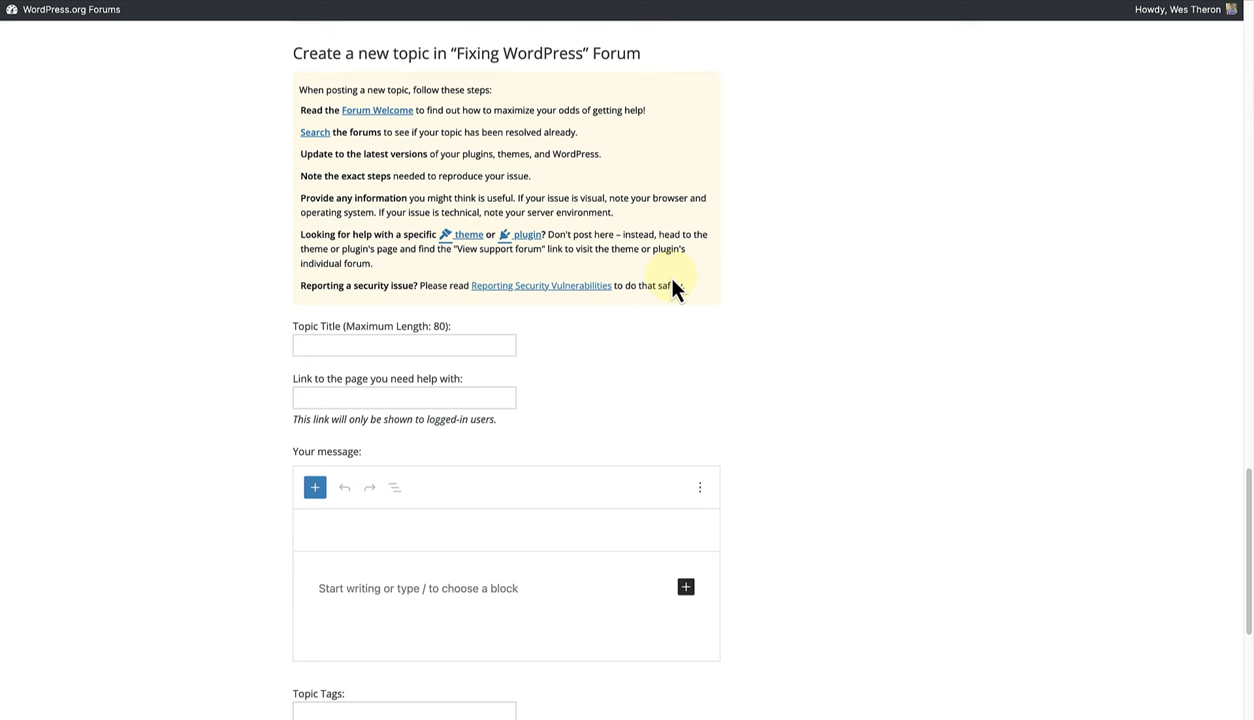 WordPress.org Forums
Howdy, Wes Theron
Create a new topic in “Fixing WordPress” Forum
When posting a new topic, follow these steps:
Read the Forum Welcome to find out how to maximize your odds of getting help!
Search the forums to see if your topic has been resolved already.
Update to the latest versions of your plugins, themes, and WordPress.
Note the exact steps needed to reproduce your issue.
Provide any information you might think is useful. If your issue is visual, note your browser and
operating system. If your issue is technical, note your server environment.
Looking for help with a specific theme or plugin? Don't post here – instead, head to the
theme or plugin's page and find the "View support forum" link to visit the theme or plugin's
individual forum.
Reporting a security issue? Please read Reporting Security Vulnerabilities to do that
Topic Title (Maximum Length: 80):
Link to the page you need help with:
This link will only be shown to logged-in users.
Your message:
Start writing or type / to choose a block
Topic Tags: